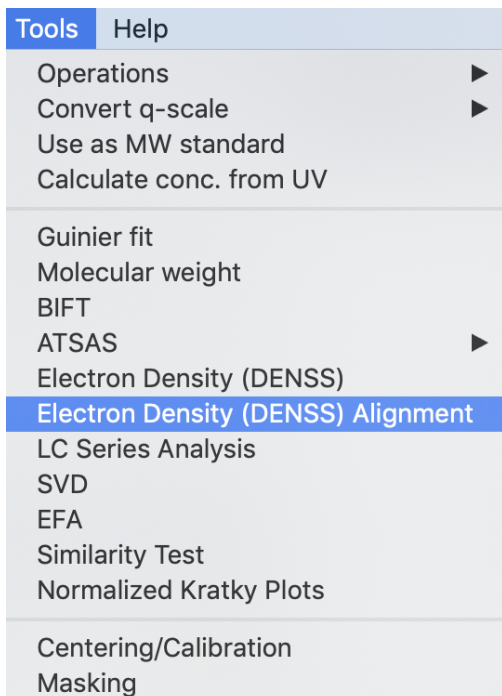 Tools Help
Operations
Convert q-scale
Use as MW standard
Calculate conc. from UV
Guinier fit
Molecular weight
BIFT
ATSAS
Electron Density (DENSS)
Electron Density (DENSS) Alignment
LC Series Analysis
SVD
EFA
Similarity Test
Normalized Kratky Plots
Centering/Calibration
Masking